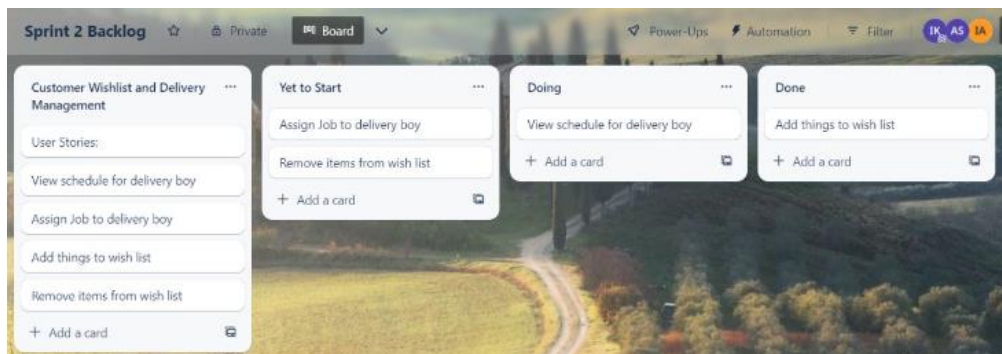 Sprint 2 Backlog
Private
Board
Power-Ups
Automation
Filter
IK
AS
IA
Customer Wishlist and Delivery
Management
User Stories:
View schedule for delivery boy
Assign Job to delivery boy
Add things to wish list
Remove items from wish list
+ Add a card
Yet to Start
Assign Job to delivery boy
Remove items from wish list
+ Add a card
Doing
View schedule for delivery boy
+ Add a card
Done
Add things to wish list
+ Add a card